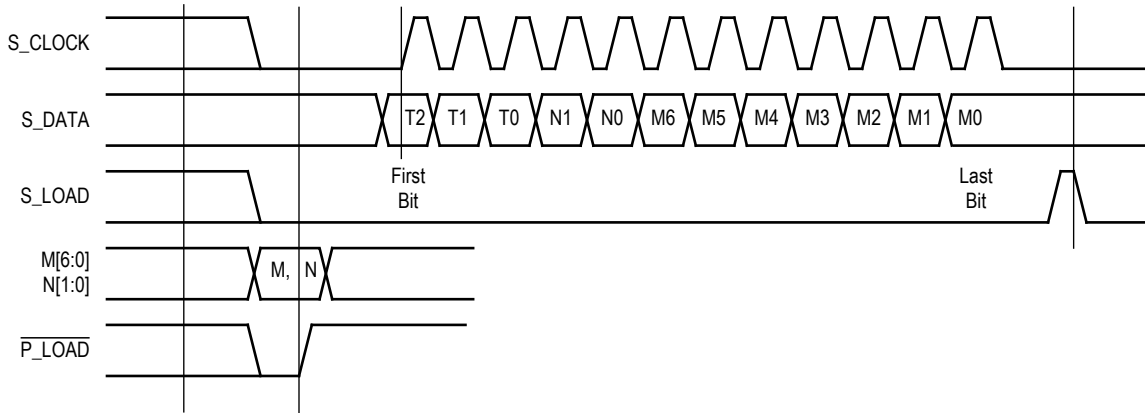 S_CLOCK
S_DATA
T2 T1 T0 N1 N0 M6 M5 M4 M3 M2 M1 M0
First
Bit
Last
Bit
S_LOAD
M[6:0]
N[1:0]
M, N
P_LOAD